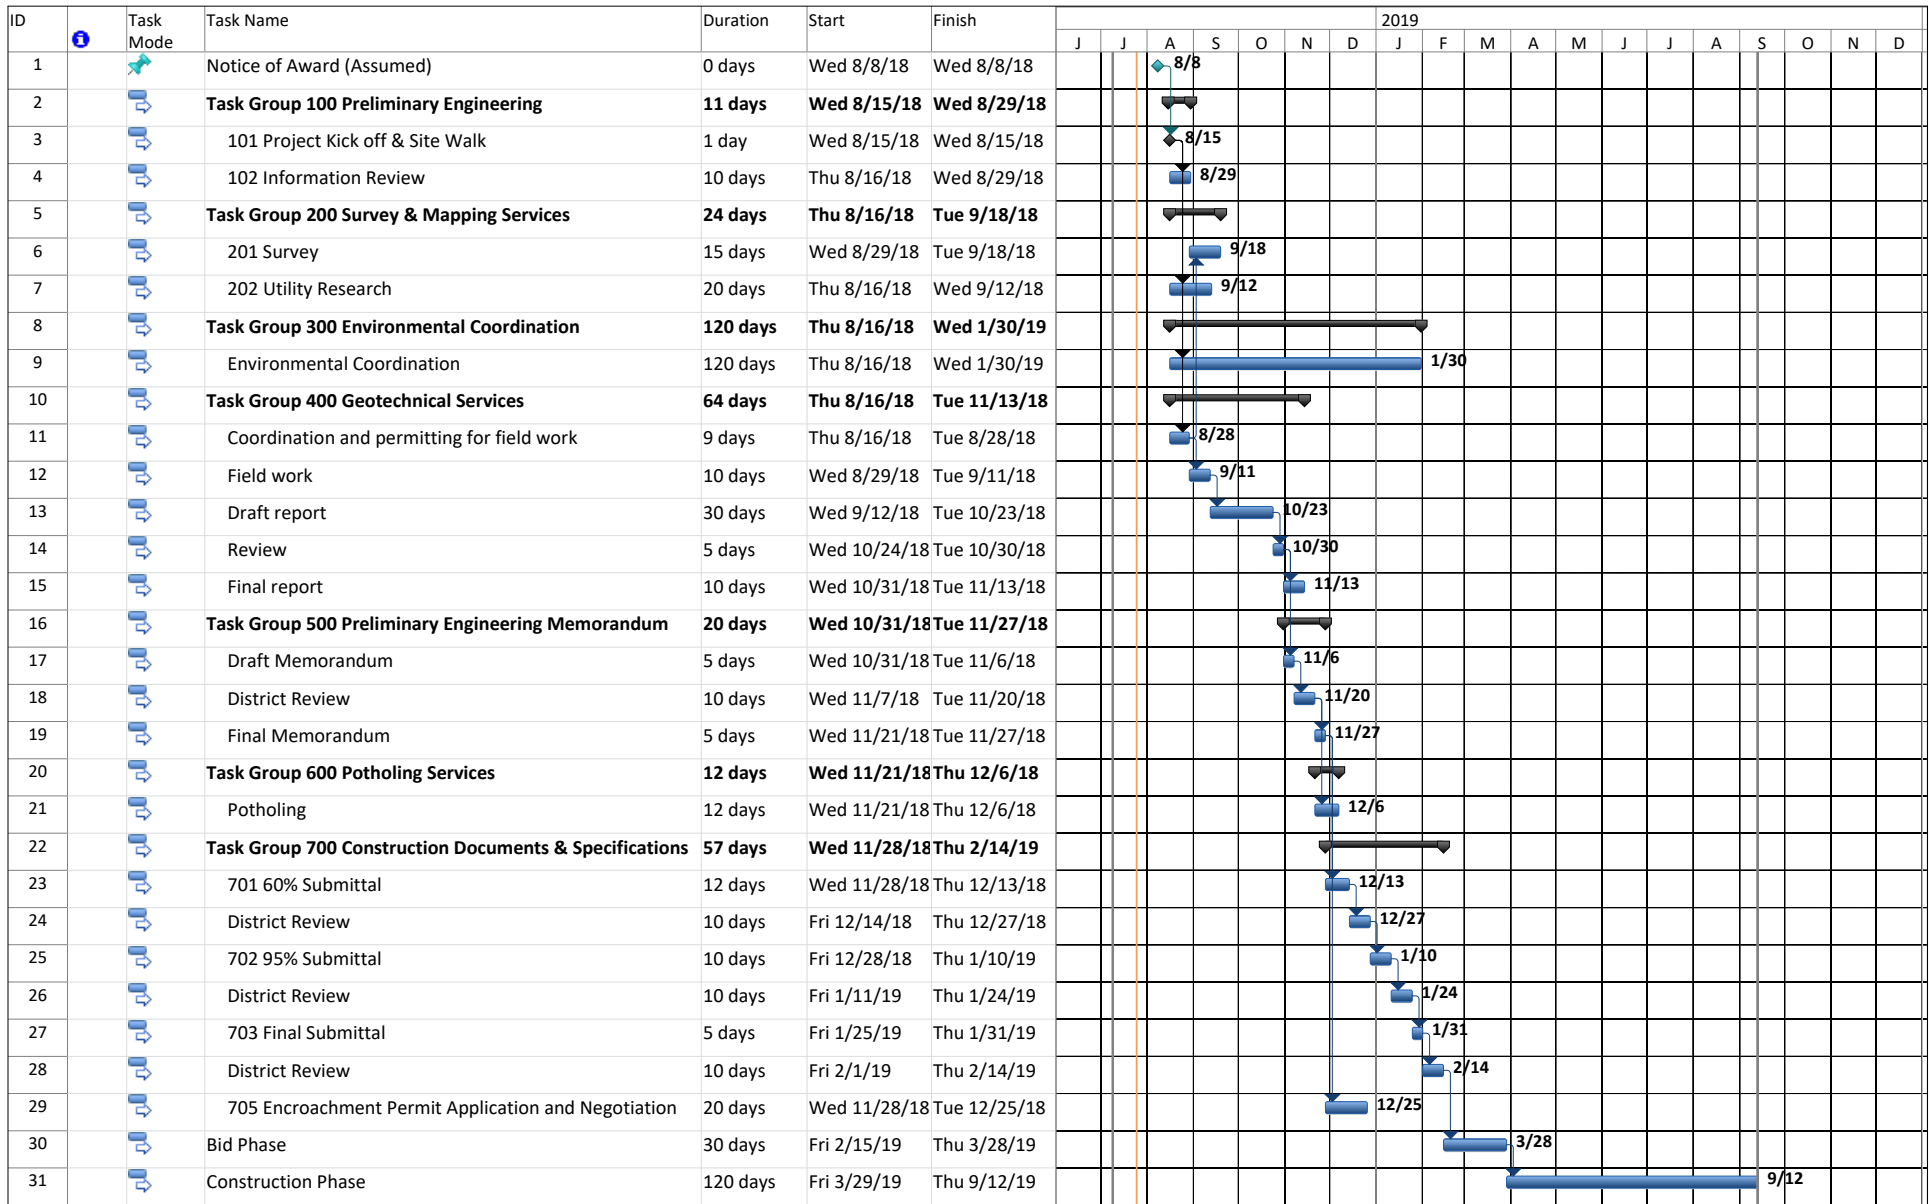 ID Task Mode Task Name Duration Start Finish 2019
J J A S O N D J F M A M J J A S O N D
1 Notice of Award (Assumed) 0 days Wed 8/8/18 Wed 8/8/18 8/8
2 Task Group 100 Preliminary Engineering 11 days Wed 8/15/18 Wed 8/29/18
3 101 Project Kick off & Site Walk 1 day Wed 8/15/18 Wed 8/15/18 8/15
4 102 Information Review 10 days Thu 8/16/18 Wed 8/29/18 8/29
5 Task Group 200 Survey & Mapping Services 24 days Thu 8/16/18 Tue 9/18/18
6 201 Survey 15 days Wed 8/29/18 Tue 9/18/18 9/18
7 202 Utility Research 20 days Thu 8/16/18 Wed 9/12/18 9/12
8 Task Group 300 Environmental Coordination 120 days Thu 8/16/18 Wed 1/30/19
9 Environmental Coordination 120 days Thu 8/16/18 Wed 1/30/19 1/30
10 Task Group 400 Geotechnical Services 64 days Thu 8/16/18 Tue 11/13/18
11 Coordination and permitting for field work 9 days Thu 8/16/18 Tue 8/28/18 8/28
12 Field work 10 days Wed 8/29/18 Tue 9/11/18 9/11
13 Draft report 30 days Wed 9/12/18 Tue 10/23/18 10/23
14 Review 5 days Wed 10/24/18 Tue 10/30/18 10/30
15 Final report 10 days Wed 10/31/18 Tue 11/13/18 11/13
16 Task Group 500 Preliminary Engineering Memorandum 20 days Wed 10/31/18 Tue 11/27/18
17 Draft Memorandum 5 days Wed 10/31/18 Tue 11/6/18 11/6
18 District Review 10 days Wed 11/7/18 Tue 11/20/18 11/20
19 Final Memorandum 5 days Wed 11/21/18 Tue 11/27/18 11/27
20 Task Group 600 Potholing Services 12 days Wed 11/21/18 Thu 12/6/18
21 Potholing 12 days Wed 11/21/18 Thu 12/6/18 12/6
22 Task Group 700 Construction Documents & Specifications 57 days Wed 11/28/18 Thu 2/14/19
23 701 60% Submittal 12 days Wed 11/28/18 Thu 12/13/18 12/13
24 District Review 10 days Fri 12/14/18 Thu 12/27/18 12/27
25 702 95% Submittal 10 days Fri 12/28/18 Thu 1/10/19 1/10
26 District Review 10 days Fri 1/11/19 Thu 1/24/19 1/24
27 703 Final Submittal 5 days Fri 1/25/19 Thu 1/31/19 1/31
28 District Review 10 days Fri 2/1/19 Thu 2/14/19 2/14
29 705 Encroachment Permit Application and Negotiation 20 days Wed 11/28/18 Tue 12/25/18 12/25
30 Bid Phase 30 days Fri 2/15/19 Thu 3/28/19 3/28
31 Construction Phase 120 days Fri 3/29/19 Thu 9/12/19 9/12